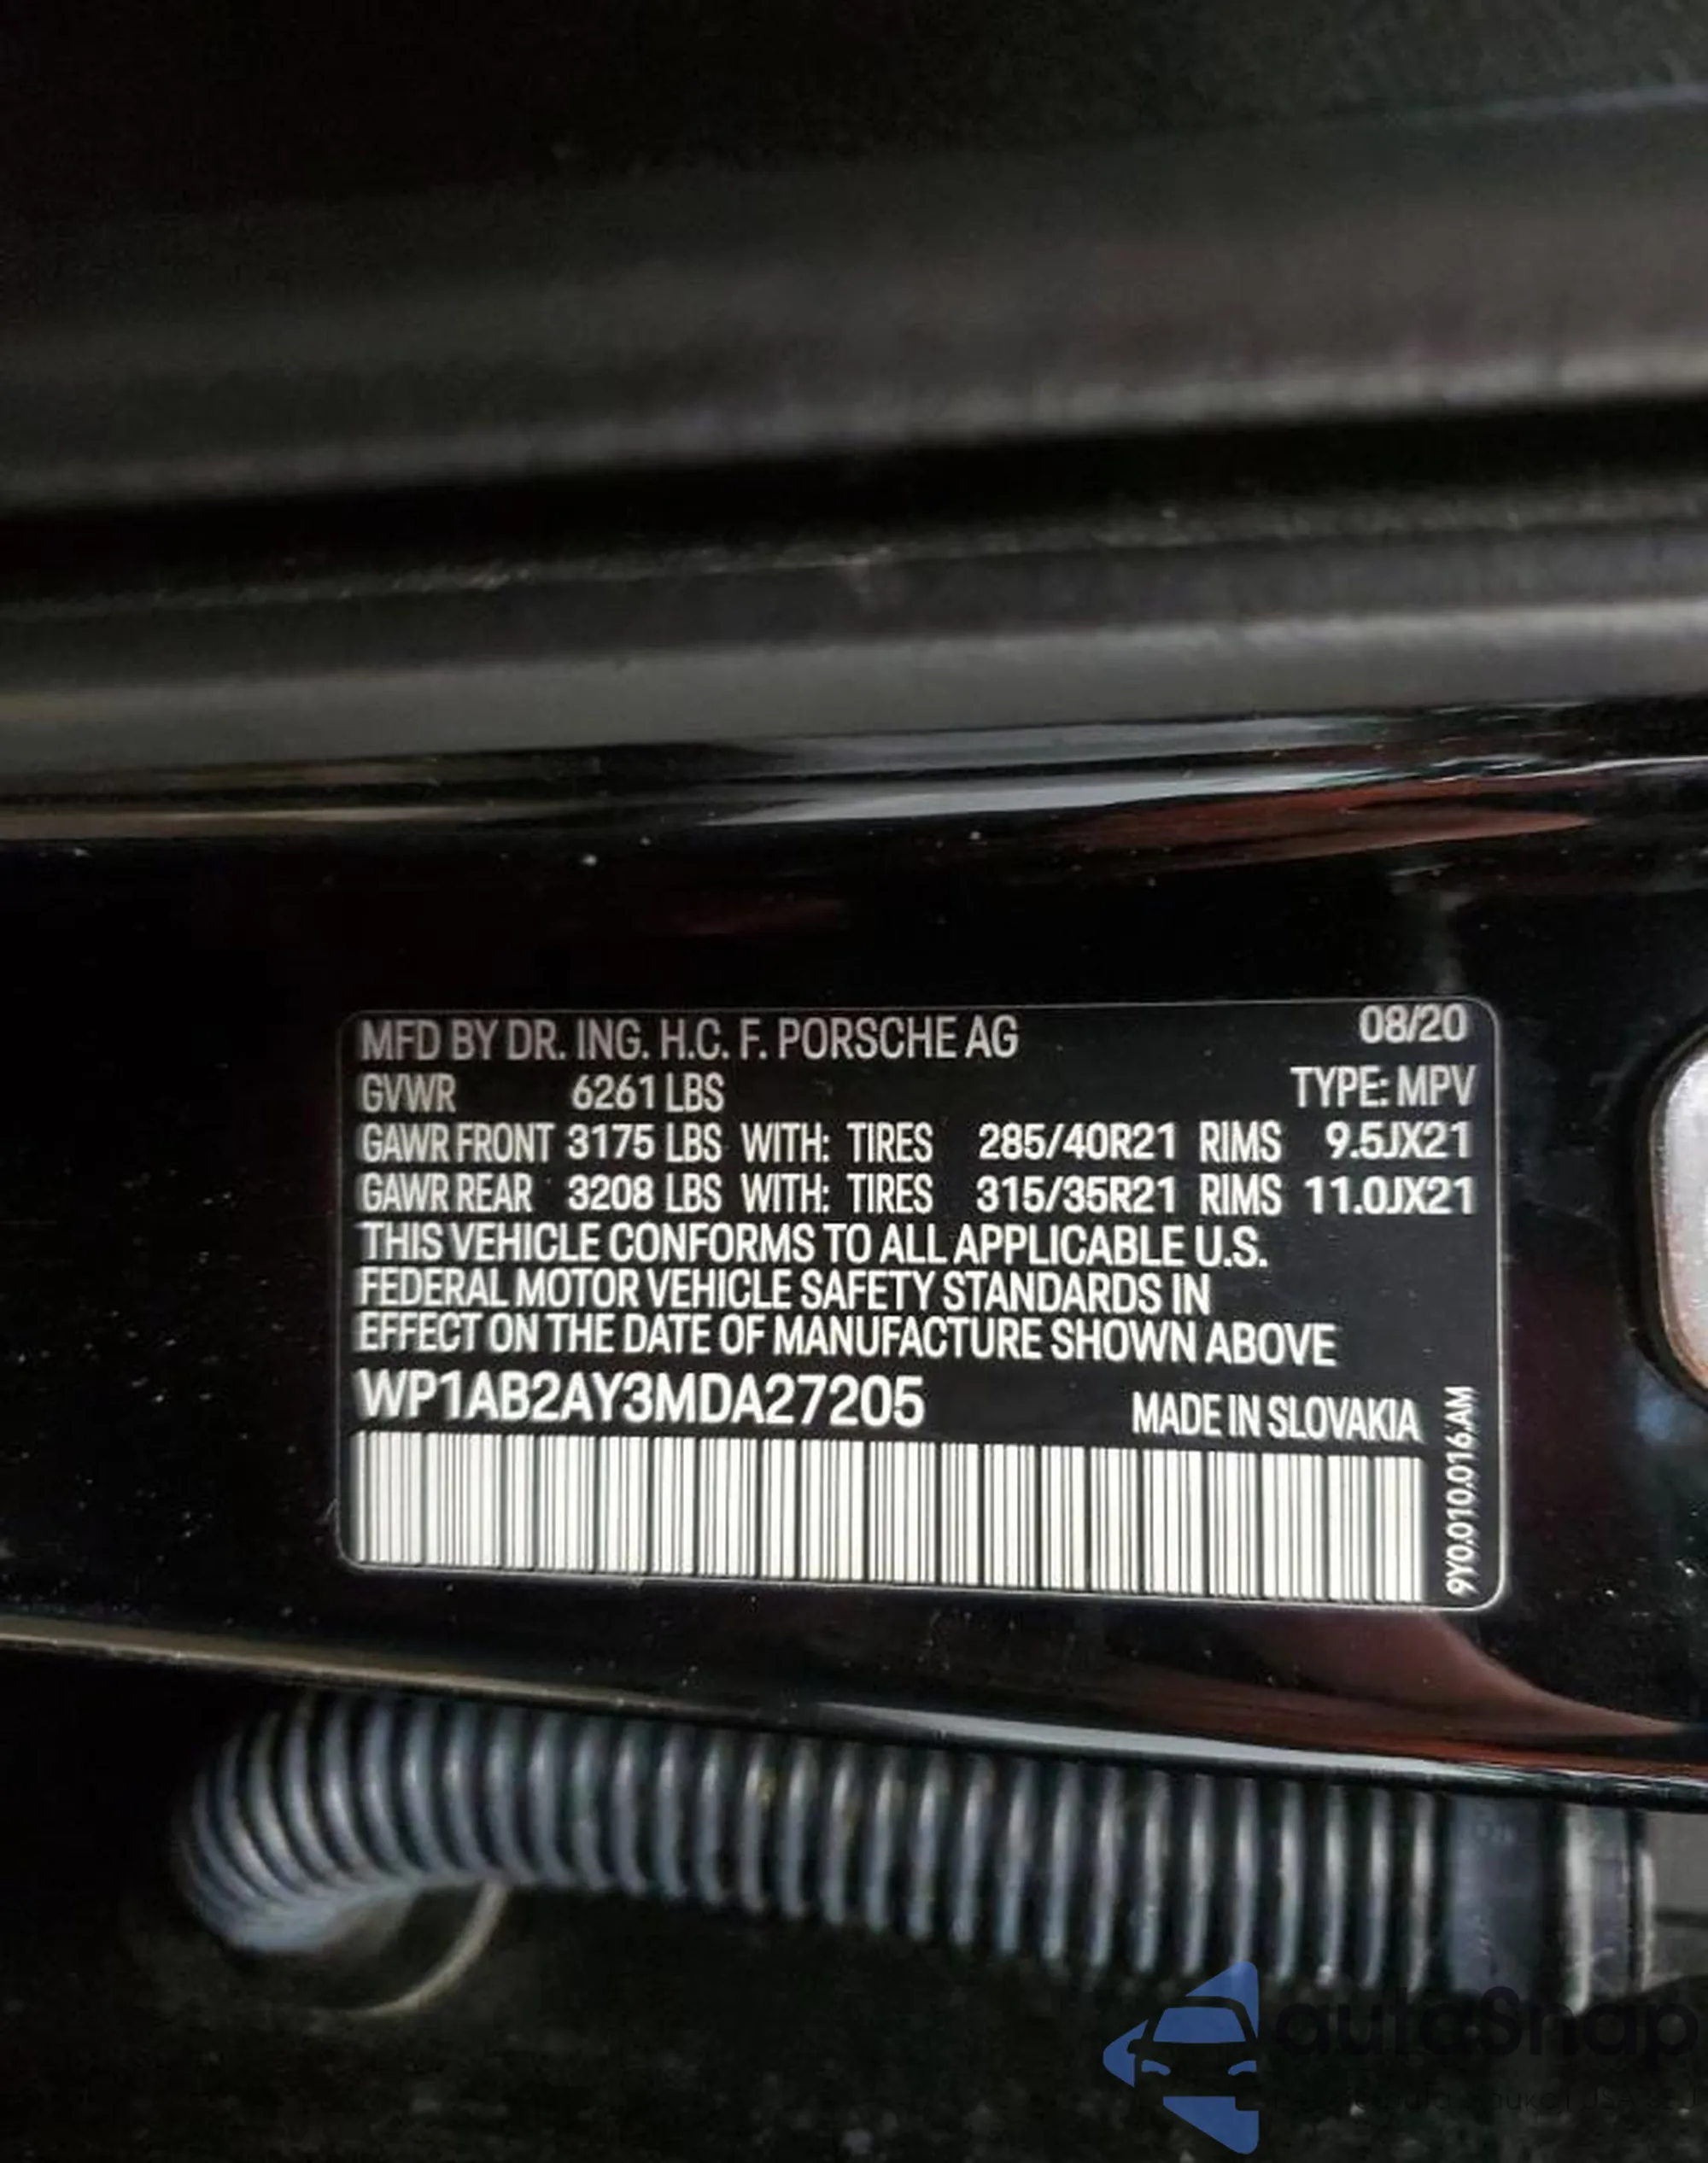 MFD BY DR. ING. H.C. F. PORSCHE AG 08/20
GVWR 6261 LBS TYPE: MPV
GAWR FRONT 3175 LBS WITH: TIRES 285/40R21 RIMS 9.5JX21
GAWR REAR 3208 LBS WITH: TIRES 315/35R21 RIMS 11.0JX21
THIS VEHICLE CONFORMS TO ALL APPLICABLE U.S.
FEDERAL MOTOR VEHICLE SAFETY STANDARDS IN
EFFECT ON THE DATE OF MANUFACTURE SHOWN ABOVE
WP1AB2AY3MDA27205 MADE IN SLOVAKIA
9Y0.010.016.AM
autoSnap